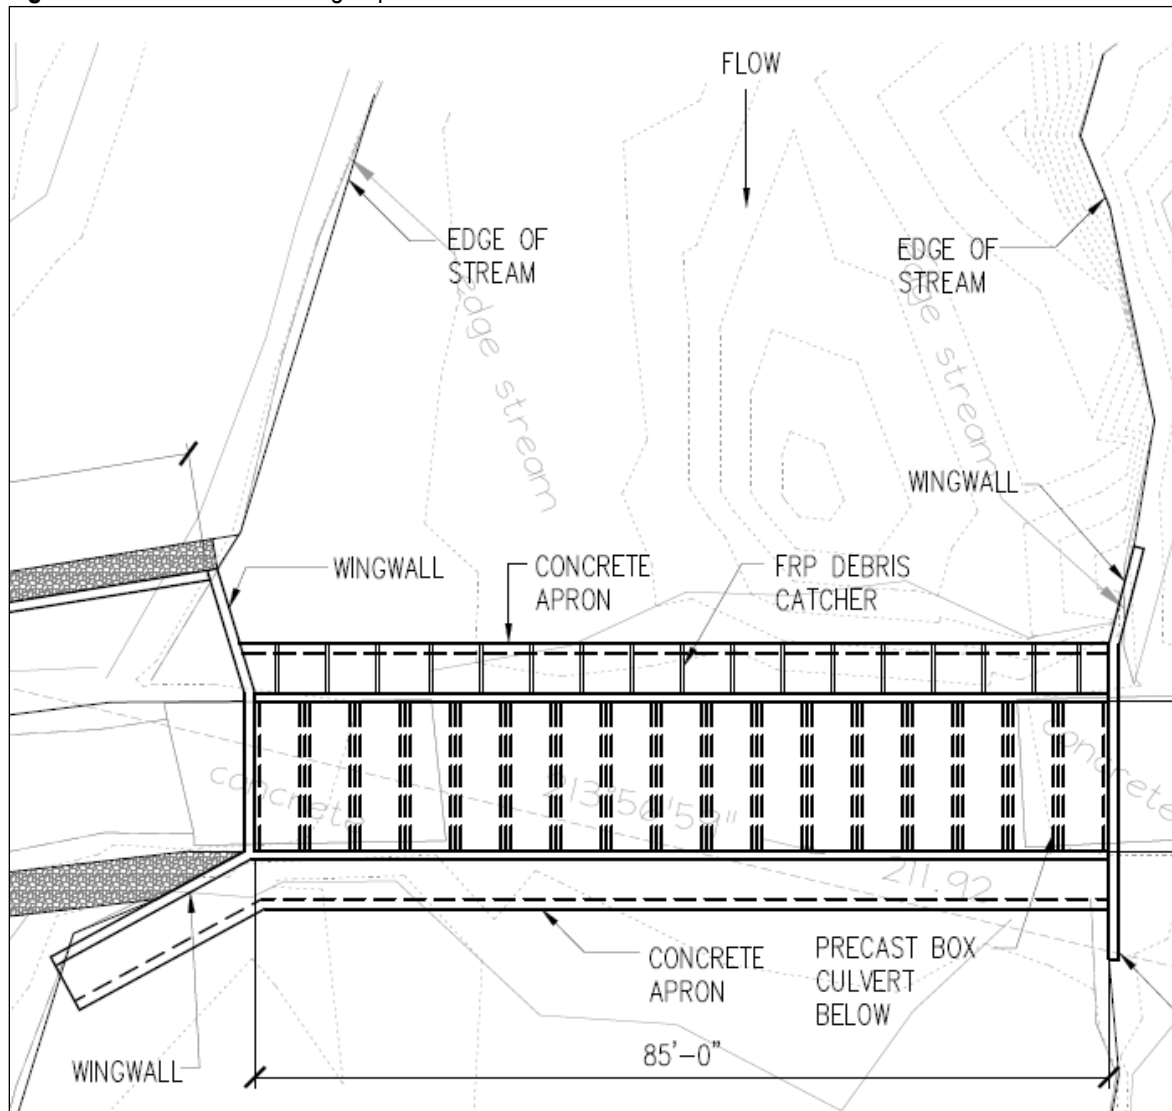 FLOW
EDGE OF
STREAM
EDGE OF
STREAM
edge stream
edge stream
WINGWALL
WINGWALL
CONCRETE
APRON
FRP DEBRIS
CATCHER
concrete
concrete
211.92
CONCRETE
APRON
PRECAST BOX
CULVERT
BELOW
85'-0"
WINGWALL